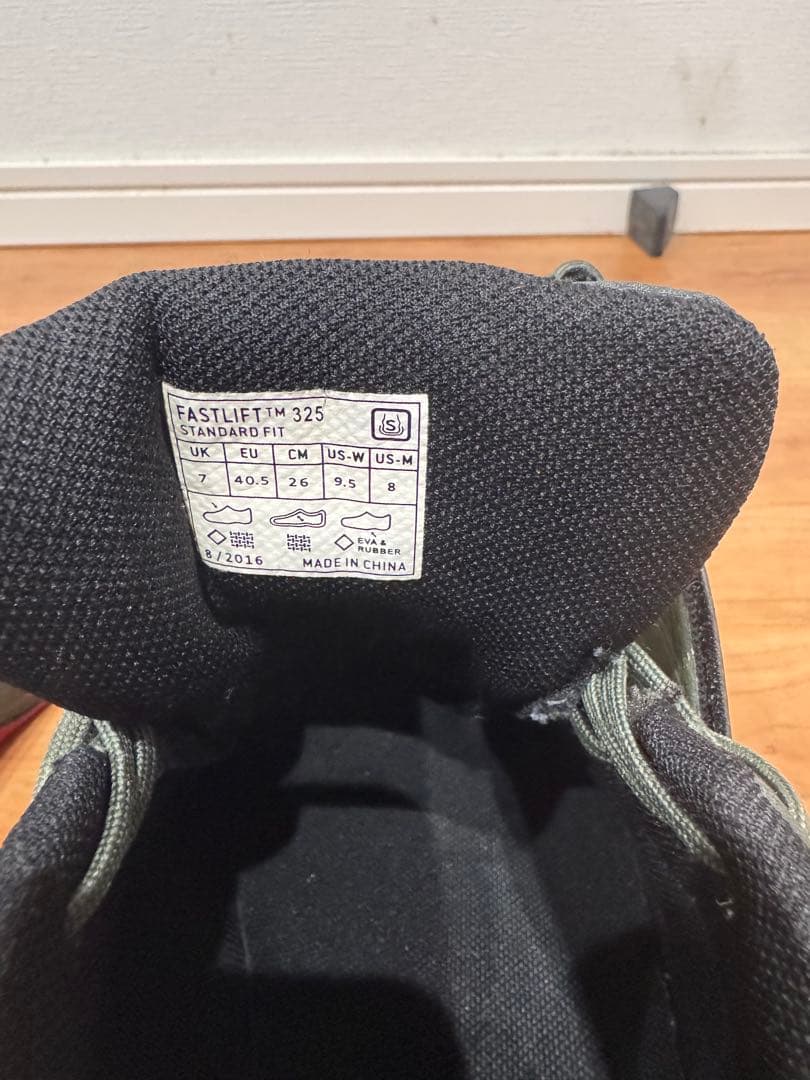 FASTLIFT™ 325
STANDARD FIT
S
UK EU CM US-W US-M
7 40.5 26 9.5 8
EVA &
RUBBER
8/2016 MADE IN CHINA